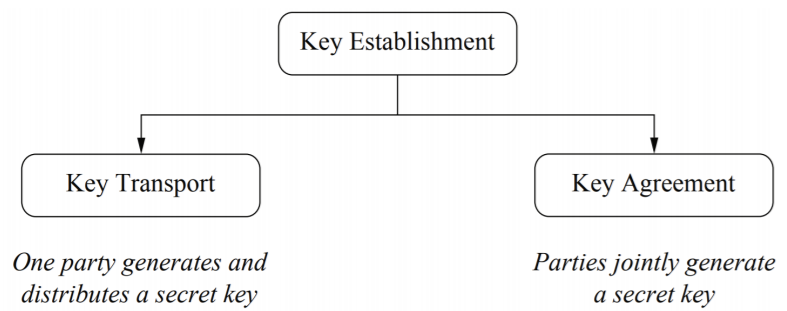 Key Establishment
Key Transport
Key Agreement
One party generates and
distributes a secret key
Parties jointly generate
a secret key